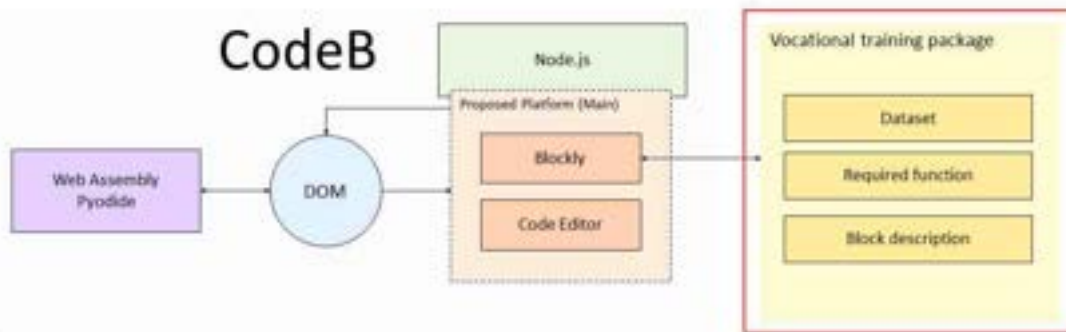 CodeB
Node.js
Vocational training package
Proposed Platform (Main)
Dataset
Blockly
Web Assembly
Pyodide
DOM
Required function
Code Editor
Block description